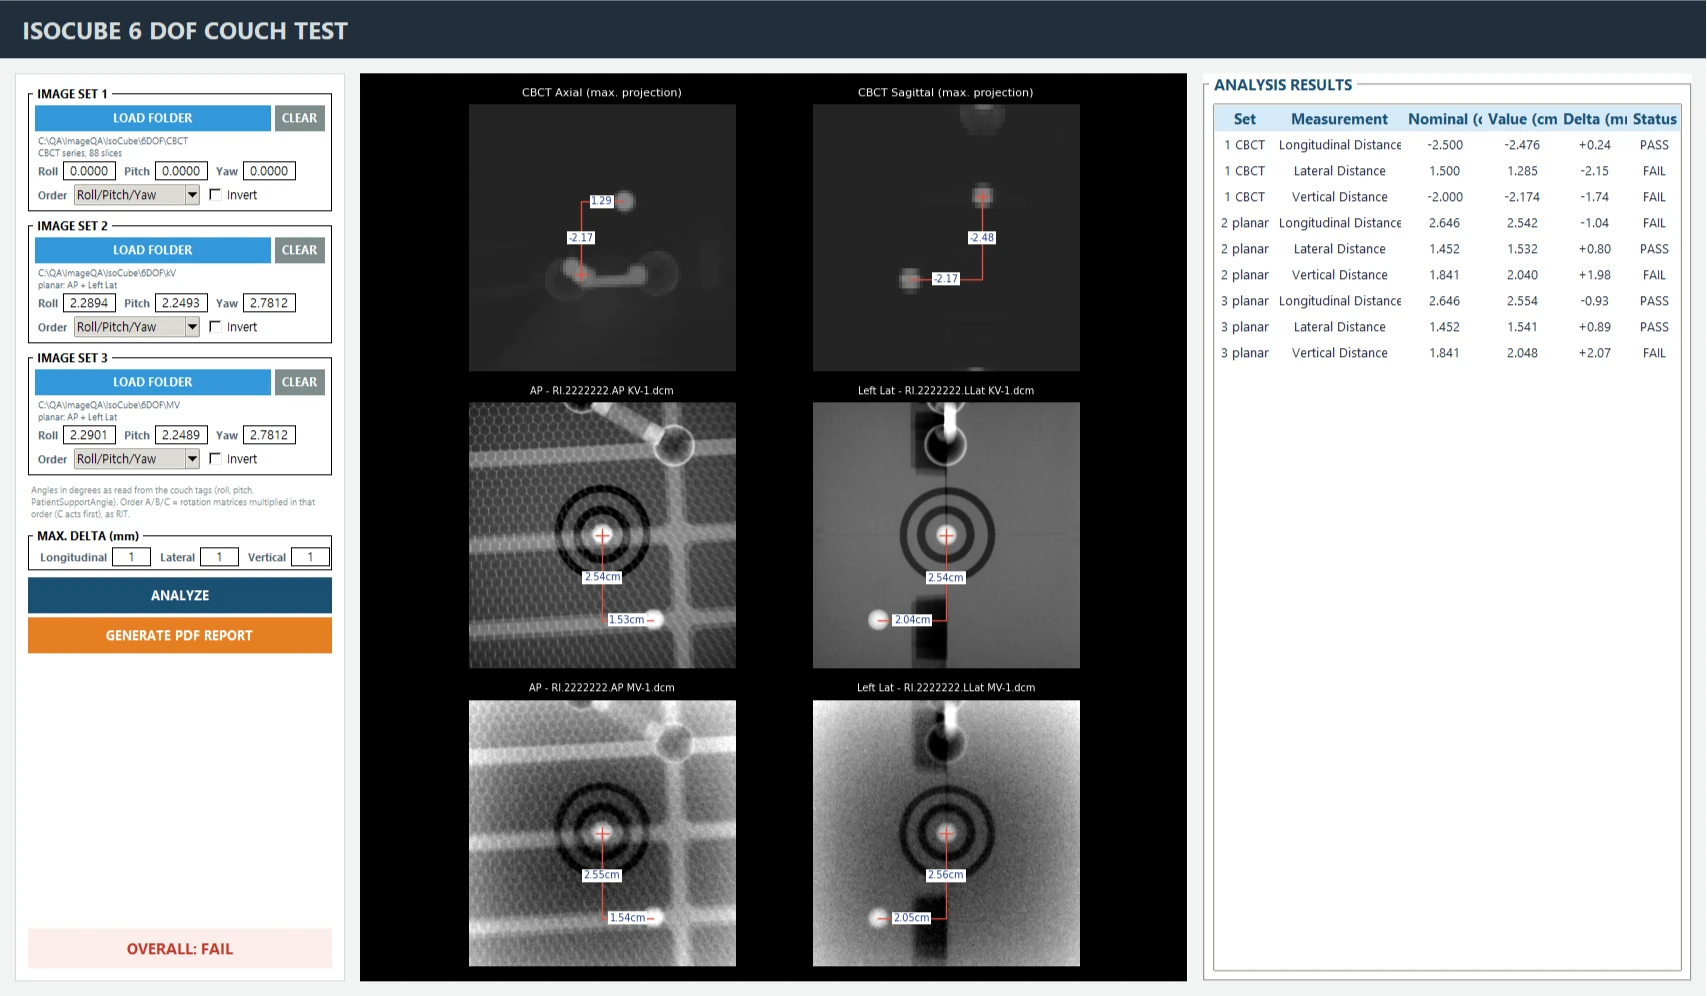 ISOCUBE 6 DOF COUCH TEST
IMAGE SET 1
LOAD FOLDER CLEAR
C:\QA\ImageQA\IsoCube\6DOF\CBCT
CBCT series, 88 slices
Roll 0.0000 Pitch 0.0000 Yaw 0.0000
Order Roll/Pitch/Yaw Invert
IMAGE SET 2
LOAD FOLDER CLEAR
C:\QA\ImageQA\IsoCube\6DOF\kV
planar: AP + Left Lat
Roll 2.2894 Pitch 2.2493 Yaw 2.7812
Order Roll/Pitch/Yaw Invert
IMAGE SET 3
LOAD FOLDER CLEAR
C:\QA\ImageQA\IsoCube\6DOF\MV
planar: AP + Left Lat
Roll 2.2901 Pitch 2.2489 Yaw 2.7812
Order Roll/Pitch/Yaw Invert
Angles in degrees as read from the couch tags (roll, pitch,
PatientSupportAngle). Order A/B/C = rotation matrices multiplied in that
order (C acts first), as RIT.
MAX. DELTA (mm)
Longitudinal 1 Lateral 1 Vertical 1
ANALYZE
GENERATE PDF REPORT
OVERALL: FAIL
CBCT Axial (max. projection)
1.29
-2.17
CBCT Sagittal (max. projection)
-2.48
-2.17
AP - RI.2222222.AP KV-1.dcm
2.54cm
1.53cm
Left Lat - RI.2222222.LLat KV-1.dcm
2.54cm
2.04cm
AP - RI.2222222.AP MV-1.dcm
2.55cm
1.54cm
Left Lat - RI.2222222.LLat MV-1.dcm
2.56cm
2.05cm
ANALYSIS RESULTS
Set Measurement Nominal (c Value (cm Delta (m Status
1 CBCT Longitudinal Distance -2.500 -2.476 +0.24 PASS
1 CBCT Lateral Distance 1.500 1.285 -2.15 FAIL
1 CBCT Vertical Distance -2.000 -2.174 -1.74 FAIL
2 planar Longitudinal Distance 2.646 2.542 -1.04 FAIL
2 planar Lateral Distance 1.452 1.532 +0.80 PASS
2 planar Vertical Distance 1.841 2.040 +1.98 FAIL
3 planar Longitudinal Distance 2.646 2.554 -0.93 PASS
3 planar Lateral Distance 1.452 1.541 +0.89 PASS
3 planar Vertical Distance 1.841 2.048 +2.07 FAIL